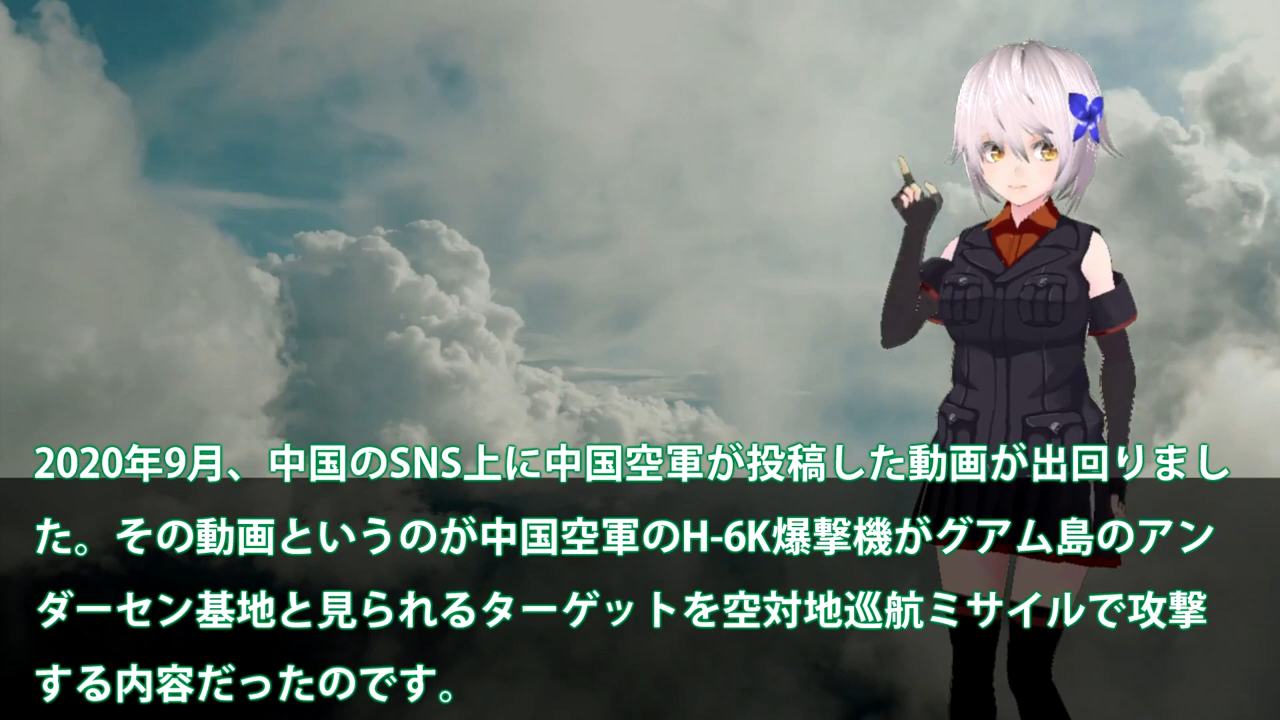 2020年9月、中国のSNS上に中国空軍が投稿した動画が出回りまし
た。その動画というのが中国空軍のH-6K爆撃機がグアム島のアン
ダーセン基地と見られるターゲットを空対地巡航ミサイルで攻撃
する内容だったのです。